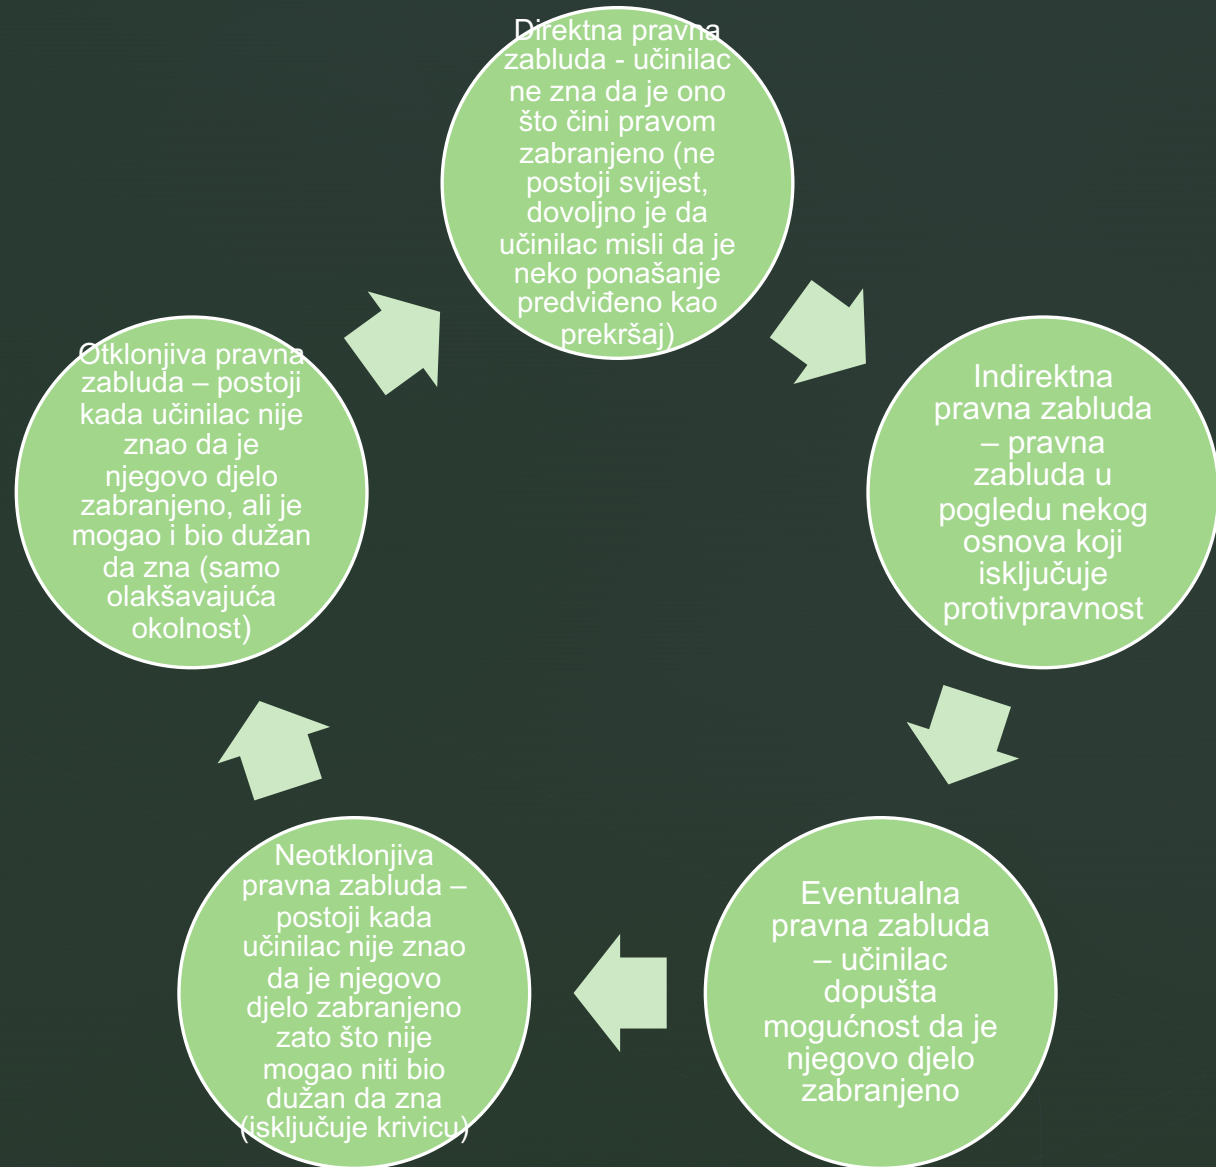 Direktna pravna
zabluda - učinilac
ne zna da je ono
što čini pravom
zabranjeno (ne
postoji svijest,
dovoljno je da
učinilac misli da je
neko ponašanje
predviđeno kao
prekršaj)
Indirektna
pravna zabluda
– pravna
zabluda u
pogledu nekog
osnova koji
isključuje
protivpravnost
Eventualna
pravna zabluda
– učinilac
dopušta
mogućnost da je
njegovo djelo
zabranjeno
Neotklonjiva
pravna zabluda –
postoji kada
učinilac nije znao
da je njegovo
djelo zabranjeno
zato što nije
mogao niti bio
dužan da zna
(isključuje krivicu)
Otklonjiva pravna
zabluda – postoji
kada učinilac nije
znao da je
njegovo djelo
zabranjeno, ali je
mogao i bio dužan
da zna (samo
olakšavajuća
okolnost)